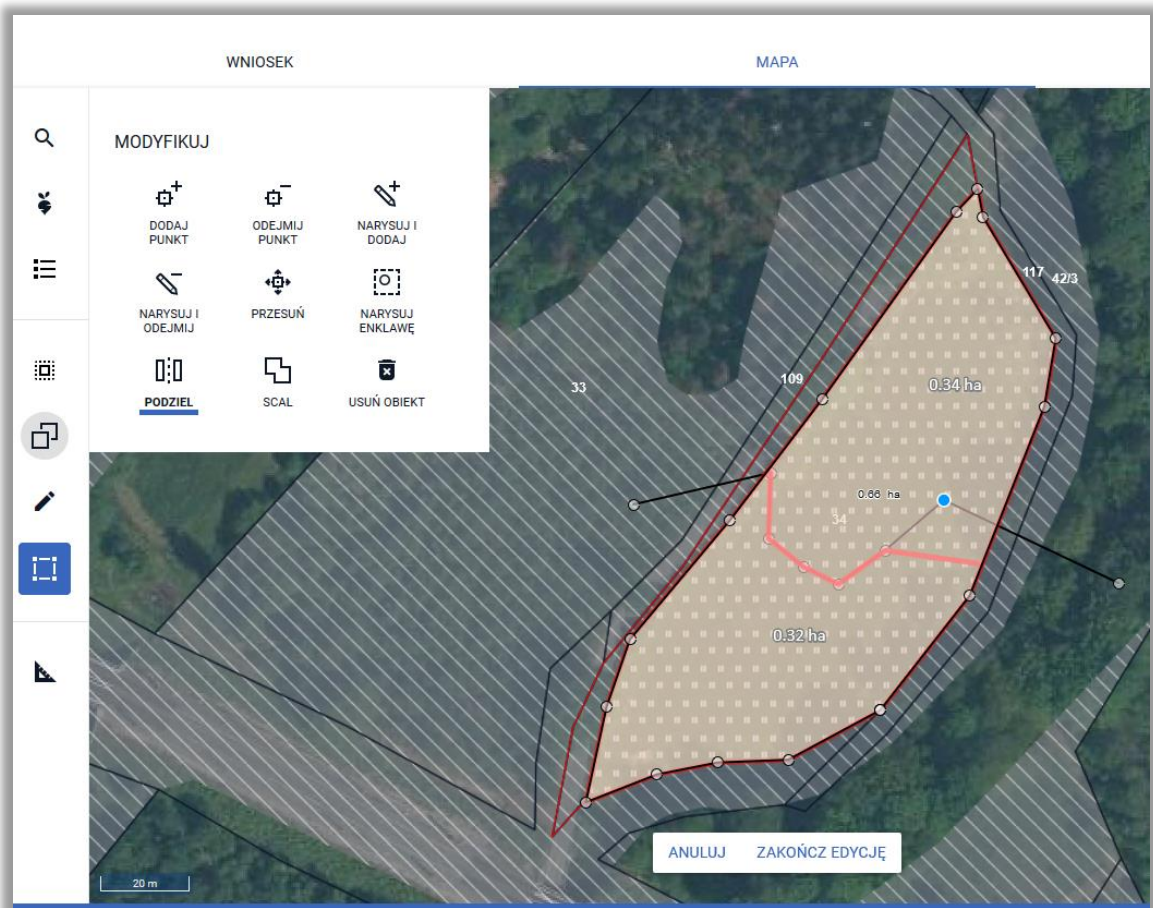 WNIOSEK
MAPA
MODYFIKUJ
DODAJ
PUNKT
ODEJMIJ
PUNKT
NARYSUJ I
DODAJ
NARYSUJ I
ODEJMIJ
PRZESUŃ
NARYSUJ
ENKLAWĘ
PODZIEL
SCAL
USUŃ OBIEKT
117
42/3
109
33
0.34 ha
0.66 ha
34
0.32 ha
ANULUJ
ZAKOŃCZ EDYCJĘ
20 m